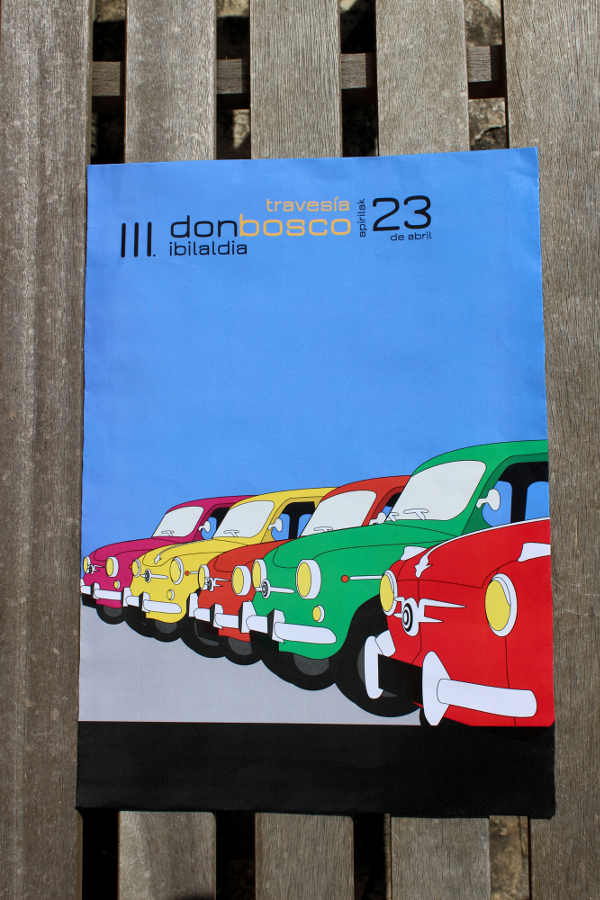 III.
travesía
donbosco
ibilaldia
apirilak
23
de abril